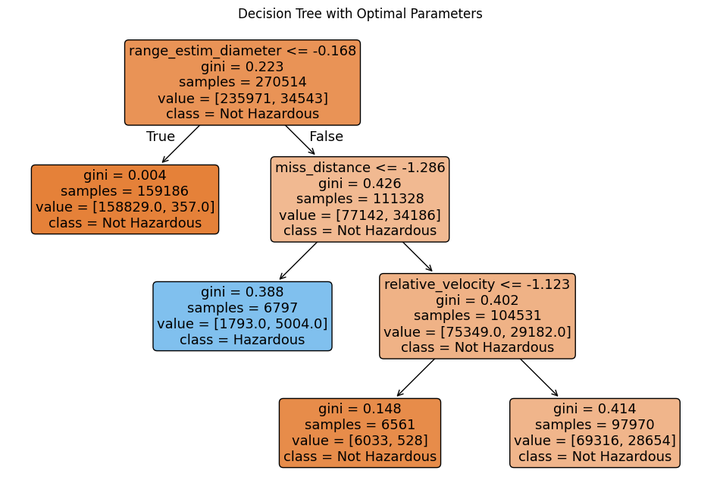 Decision Tree with Optimal Parameters
range_estim_diameter <= -0.168
gini = 0.223
samples = 270514
value = [235971, 34543]
class = Not Hazardous
True
False
gini = 0.004
samples = 159186
value = [158829.0, 357.0]
class = Not Hazardous
miss_distance <= -1.286
gini = 0.426
samples = 111328
value = [77142, 34186]
class = Not Hazardous
gini = 0.388
samples = 6797
value = [1793.0, 5004.0]
class = Hazardous
relative_velocity <= -1.123
gini = 0.402
samples = 104531
value = [75349.0, 29182.0]
class = Not Hazardous
gini = 0.148
samples = 6561
value = [6033, 528]
class = Not Hazardous
gini = 0.414
samples = 97970
value = [69316, 28654]
class = Not Hazardous